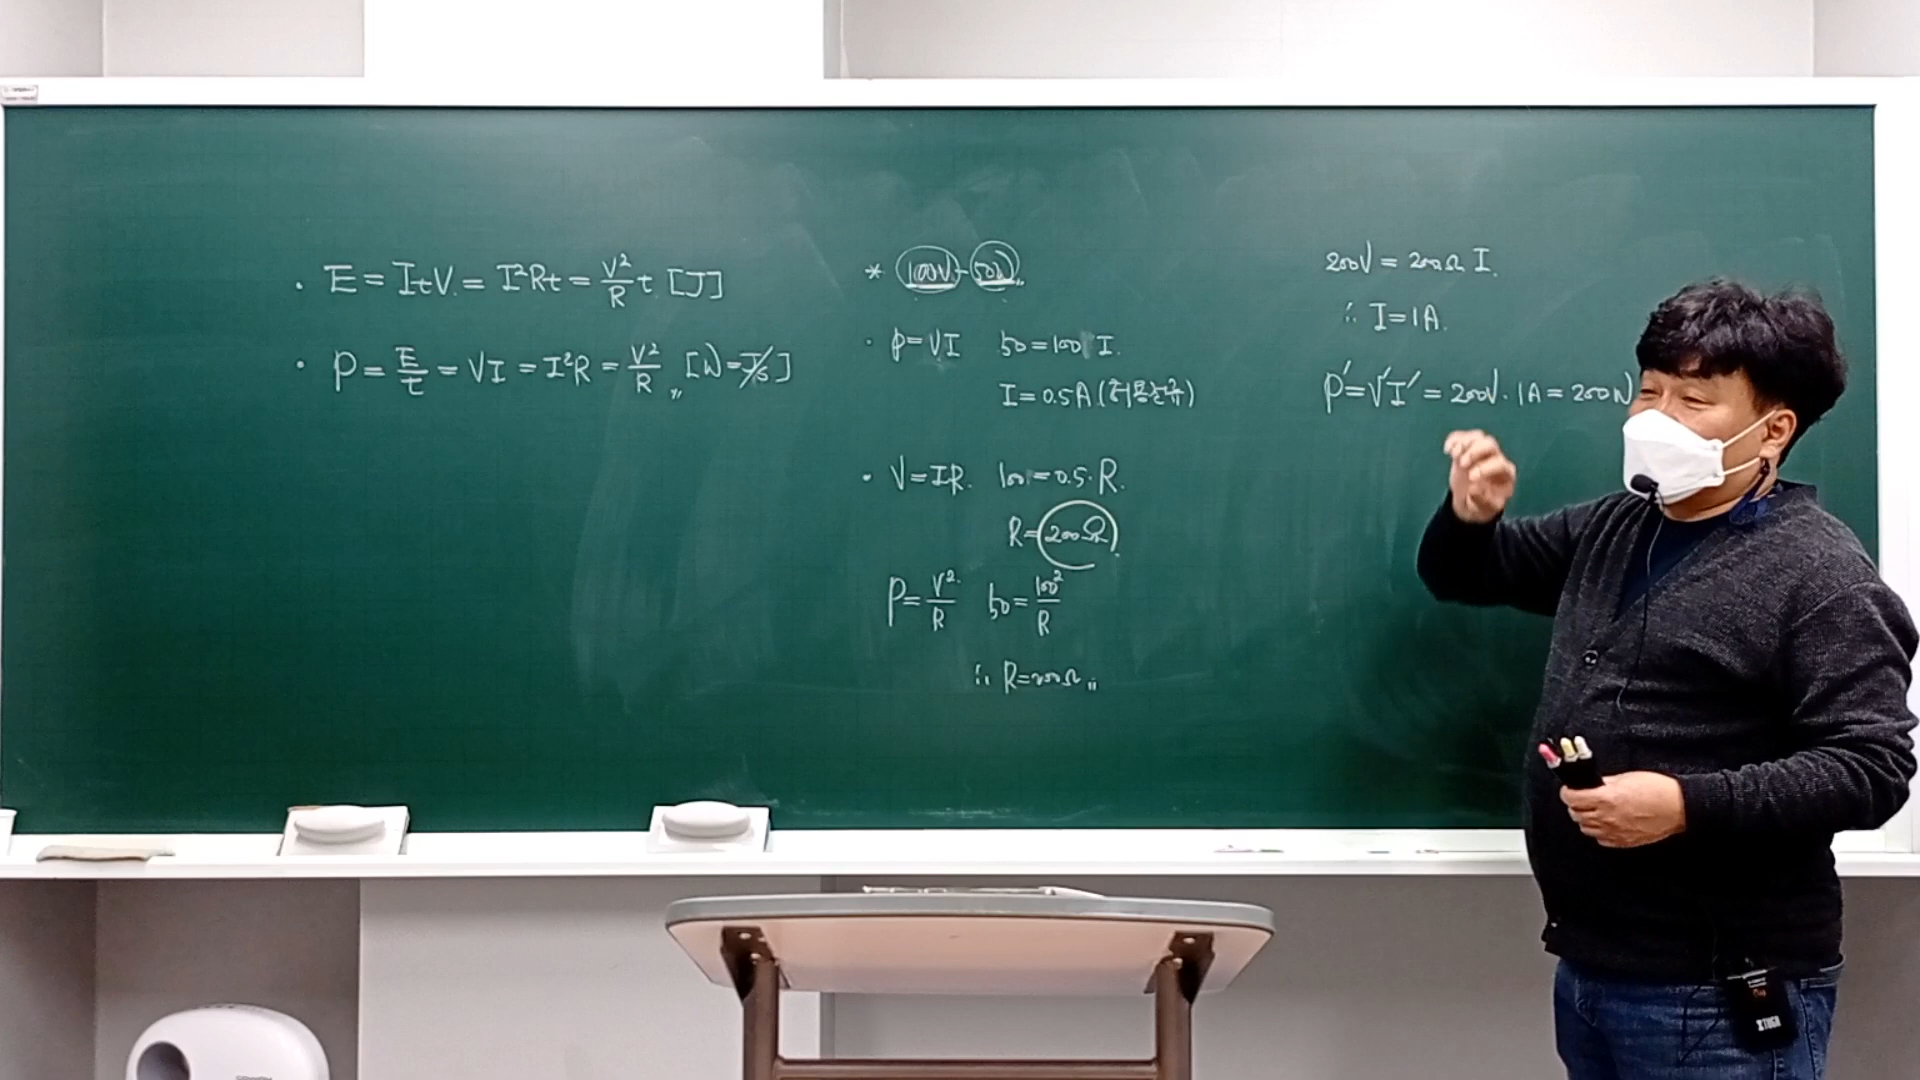 · E = ItV = I²Rt = V²/R t [J]
· P = E/t = VI = I²R = V²/R 〃 [W=J/s]
* 100V-50W〃
· P=VI 50=100 I.
I=0.5A(허용전류)
· V=IR. 100=0.5·R.
R=200Ω.
P=V²/R 50=100²/R
∴ R=200Ω〃
200V=200Ω I.
∴ I=1A.
P′=V′I′=200V·1A=200W
XTUGA